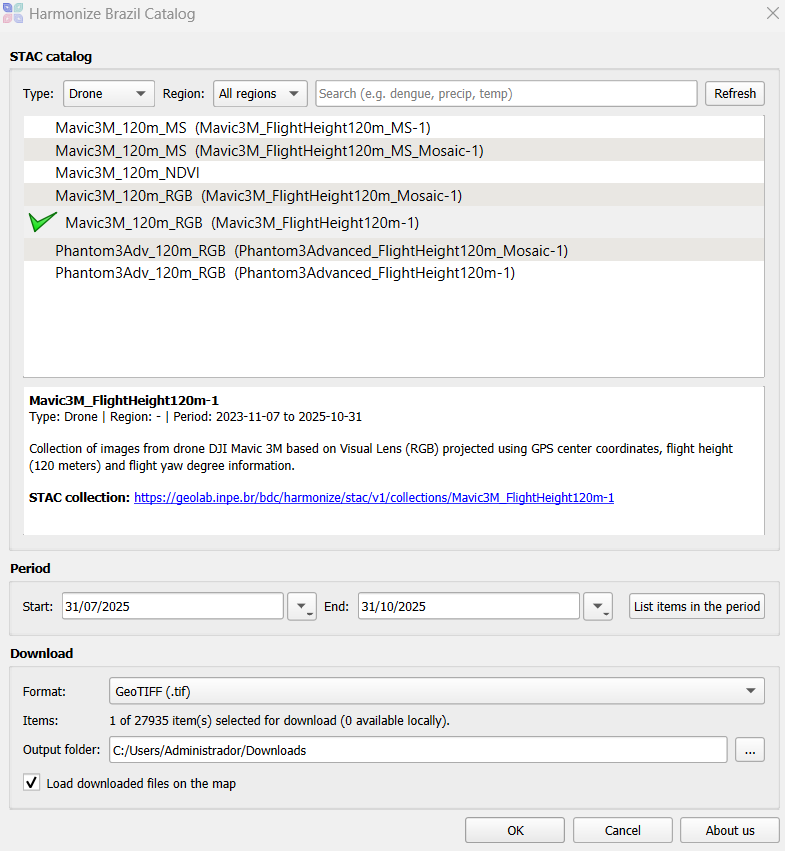 Harmonize Brazil Catalog
STAC catalog
Type: Drone Region: All regions Search (e.g. dengue, precip, temp) Refresh
Mavic3M_120m_MS (Mavic3M_FlightHeight120m_MS-1)
Mavic3M_120m_MS (Mavic3M_FlightHeight120m_MS_Mosaic-1)
Mavic3M_120m_NDVI
Mavic3M_120m_RGB (Mavic3M_FlightHeight120m_Mosaic-1)
Mavic3M_120m_RGB (Mavic3M_FlightHeight120m-1)
Phantom3Adv_120m_RGB (Phantom3Advanced_FlightHeight120m_Mosaic-1)
Phantom3Adv_120m_RGB (Phantom3Advanced_FlightHeight120m-1)
Mavic3M_FlightHeight120m-1
Type: Drone | Region: - | Period: 2023-11-07 to 2025-10-31
Collection of images from drone DJI Mavic 3M based on Visual Lens (RGB) projected using GPS center coordinates, flight height
(120 meters) and flight yaw degree information.
STAC collection: https://geolab.inpe.br/bdc/harmonize/stac/v1/collections/Mavic3M_FlightHeight120m-1
Period
Start: 31/07/2025 End: 31/10/2025 List items in the period
Download
Format: GeoTIFF (.tif)
Items: 1 of 27935 item(s) selected for download (0 available locally).
Output folder: C:/Users/Administrador/Downloads ...
Load downloaded files on the map
OK Cancel About us